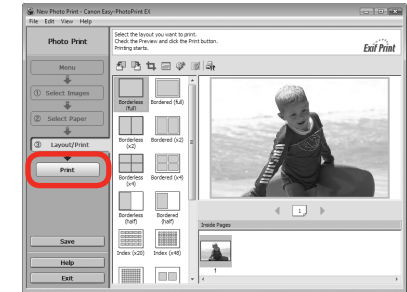 New Photo Print - Canon Easy-PhotoPrint EX
File Edit View Help
Photo Print
Select the layout you want to print.
Check the Preview and click the Print button.
Printing starts.
Exif Print
Menu
① Select Images
② Select Paper
③ Layout/Print
Print
Save
Help
Exit
Borderless (full)
Bordered (full)
Borderless (x2)
Bordered (x2)
Borderless (x4)
Bordered (x4)
Borderless (half)
Bordered (half)
Index (x20)
Index (x48)
1
Inside Pages
1